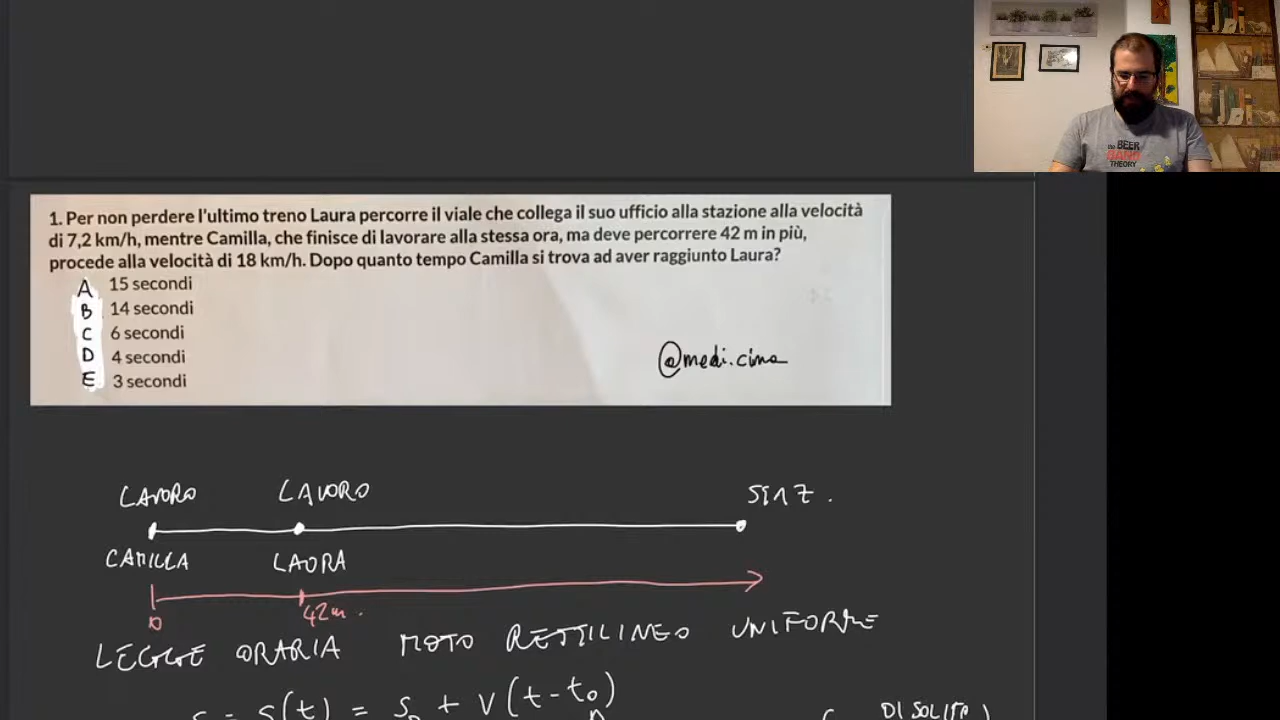 THE BEER
BANG
THEORY
1. Per non perdere l'ultimo treno Laura percorre il viale che collega il suo ufficio alla stazione alla velocità
di 7,2 km/h, mentre Camilla, che finisce di lavorare alla stessa ora, ma deve percorrere 42 m in più,
procede alla velocità di 18 km/h. Dopo quanto tempo Camilla si trova ad aver raggiunto Laura?
A 15 secondi
B 14 secondi
C 6 secondi
D 4 secondi
E 3 secondi
@medi.cina
LAVORO LAVORO STAZ.
CAMILLA LAURA
0 42m.
LEGGE ORARIA MOTO RETTILINEO UNIFORME
S = S(t) = S₀ + V(t-t₀)
DI SOLITO